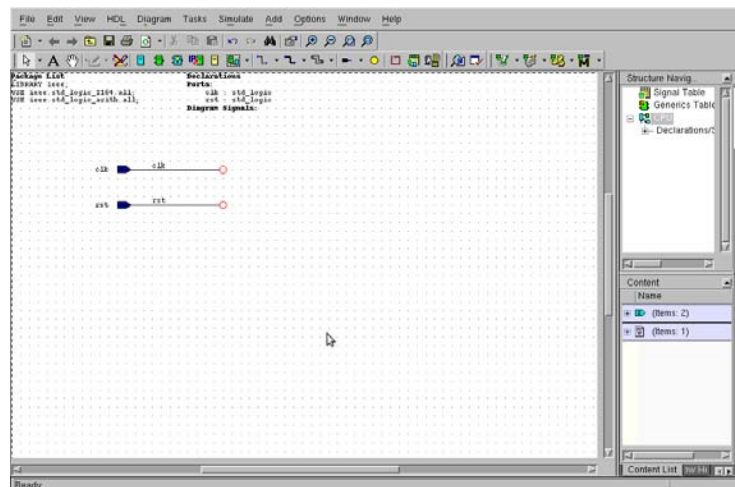 File Edit View HDL Diagram Tasks Simulate Add Options Window Help
Package List
LIBRARY ieee;
USE ieee.std_logic_1164.all;
USE ieee.std_logic_arith.all;
Declarations
Ports:
clk : std_logic
rst : std_logic
Diagram Signals:
clk clk
rst rst
Structure Navig...
Signal Table
Generics Table
CPU
Declarations/
Content
Name
(Items: 2)
(Items: 1)
Content List
Ready